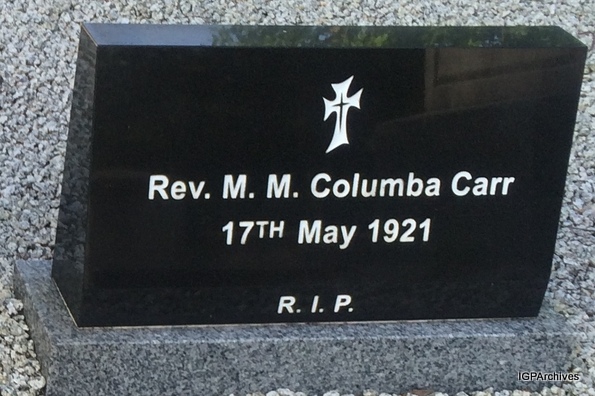 Rev. M. M. Columba Carr
17TH May 1921
R. I. P.
IGPArchives